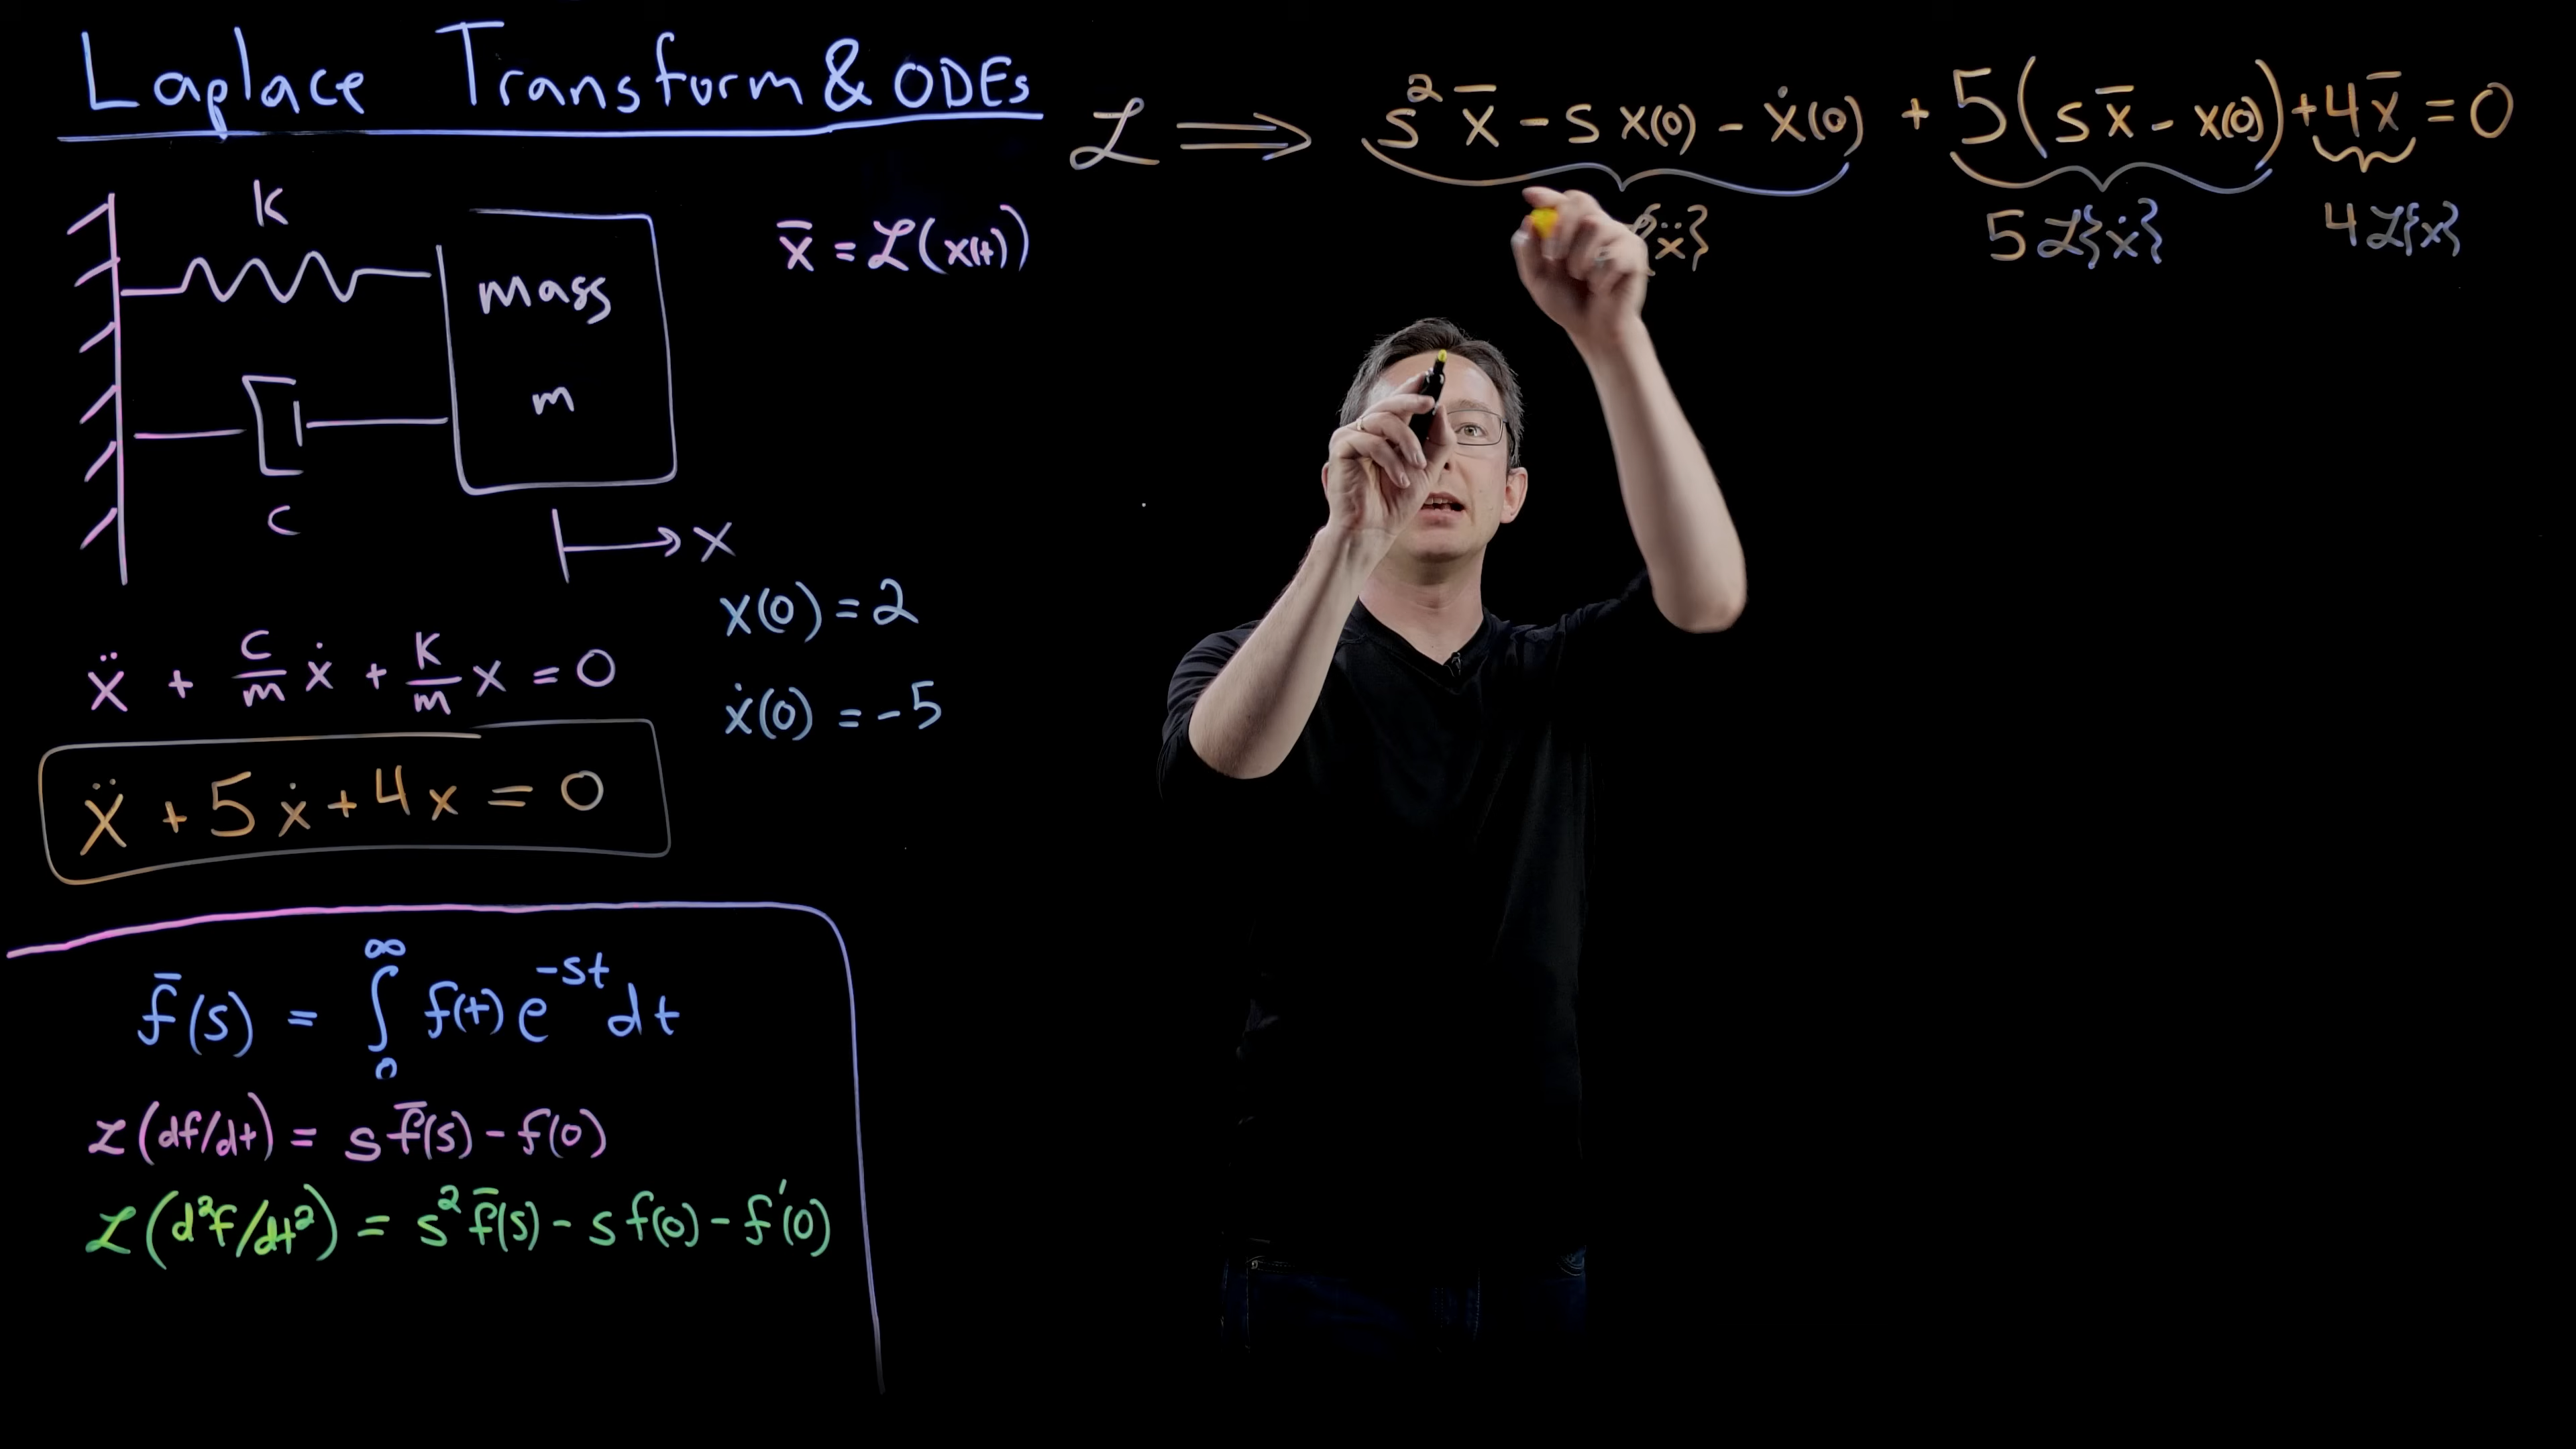 Laplace Transform & ODEs
K
mass
m
c
x
x̄ = ℒ(x(t))
x(0) = 2
ẋ(0) = -5
ẍ + c/m ẋ + k/m x = 0
ẍ + 5ẋ + 4x = 0
f̄(s) = ∫₀^∞ f(t) e^{-st} dt
ℒ(df/dt) = s f̄(s) - f(0)
ℒ(d²f/dt²) = s² f̄(s) - s f(0) - f'(0)
ℒ ⟹ s² x̄ - s x(0) - ẋ(0) + 5(s x̄ - x(0)) + 4x̄ = 0
{ẍ} 5ℒ{ẋ} 4ℒ{x}